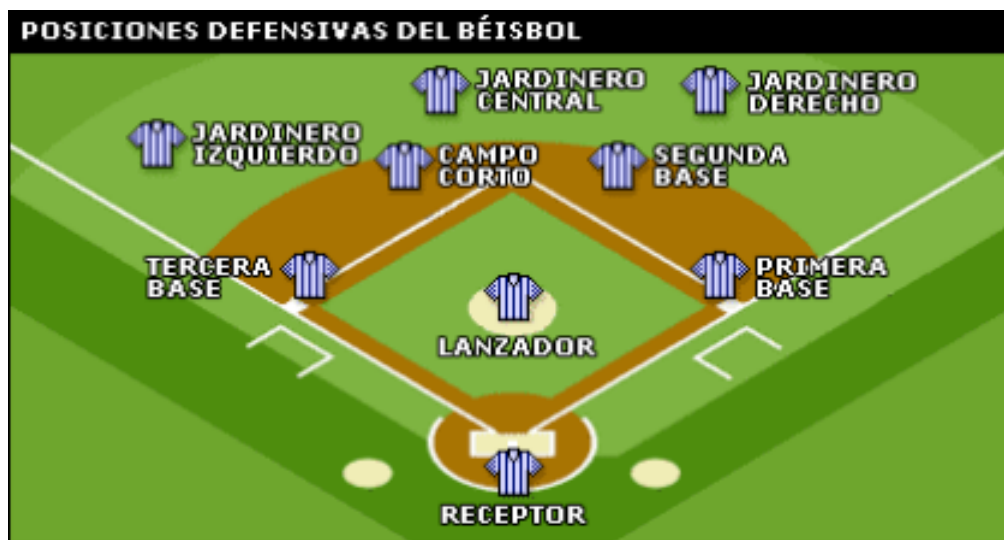 POSICIONES DEFENSIVAS DEL BÉISBOL
JARDINERO
CENTRAL
JARDINERO
DERECHO
JARDINERO
IZQUIERDO
CAMPO
CORTO
SEGUNDA
BASE
TERCERA
BASE
PRIMERA
BASE
LANZADOR
RECEPTOR